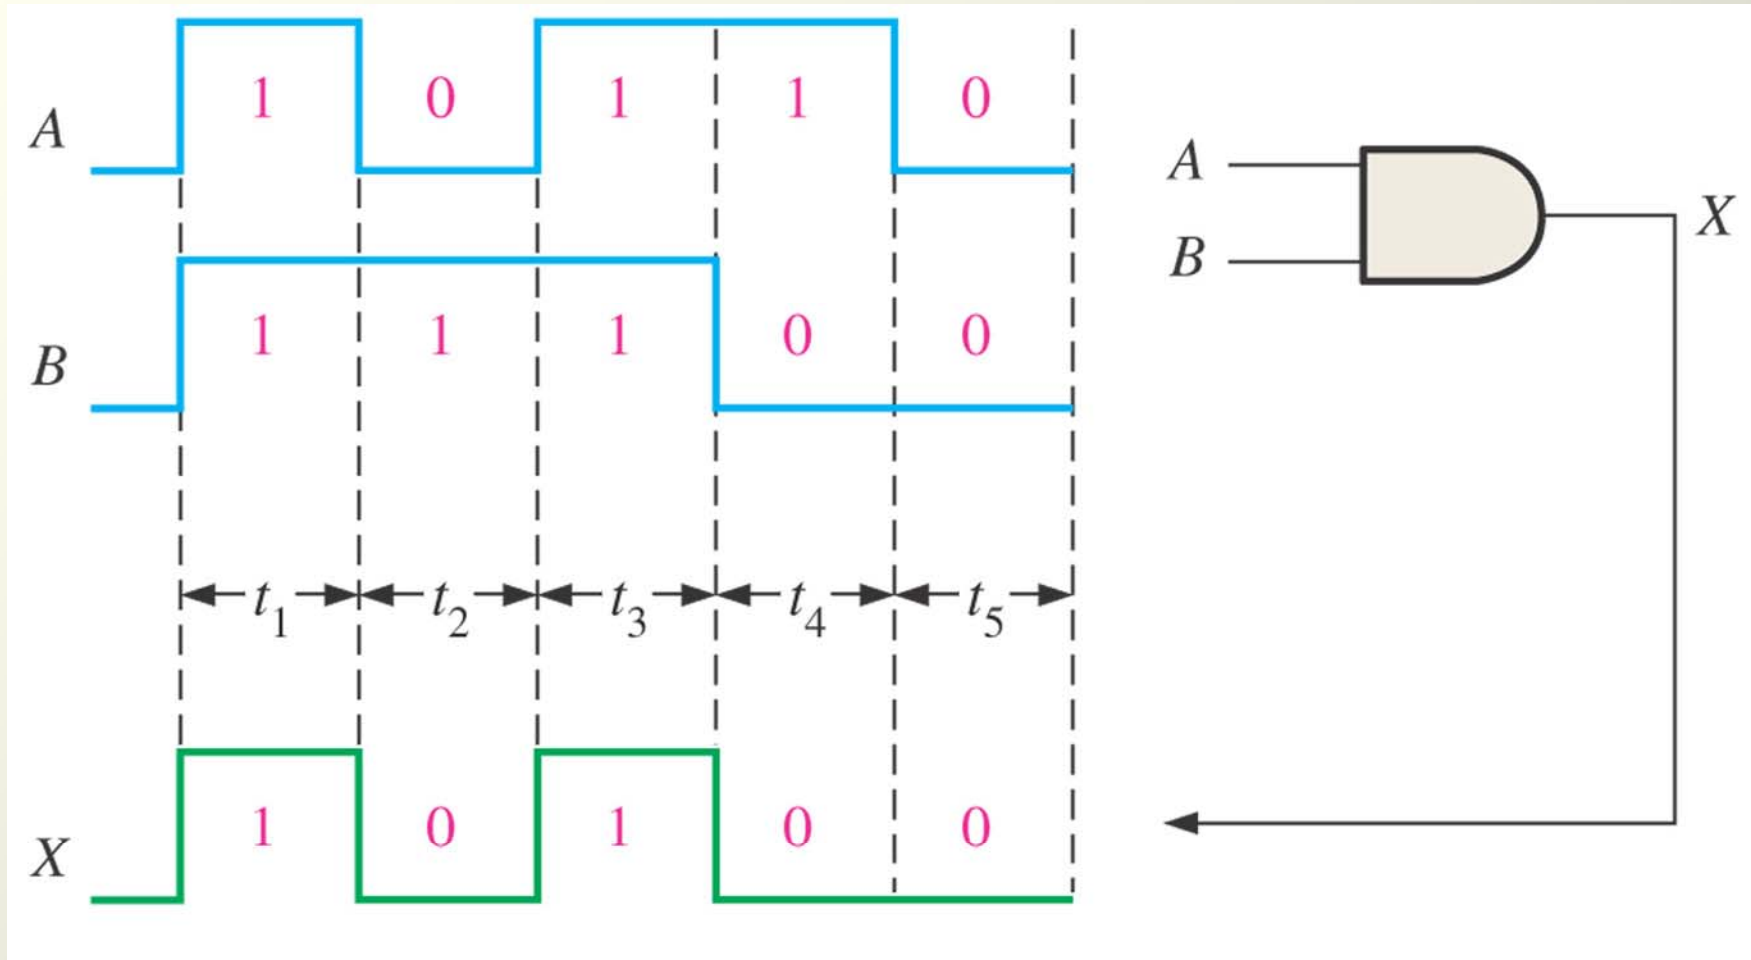 A 1 0 1 1 0
B 1 1 1 0 0
t₁ t₂ t₃ t₄ t₅
X 1 0 1 0 0
A
B
X